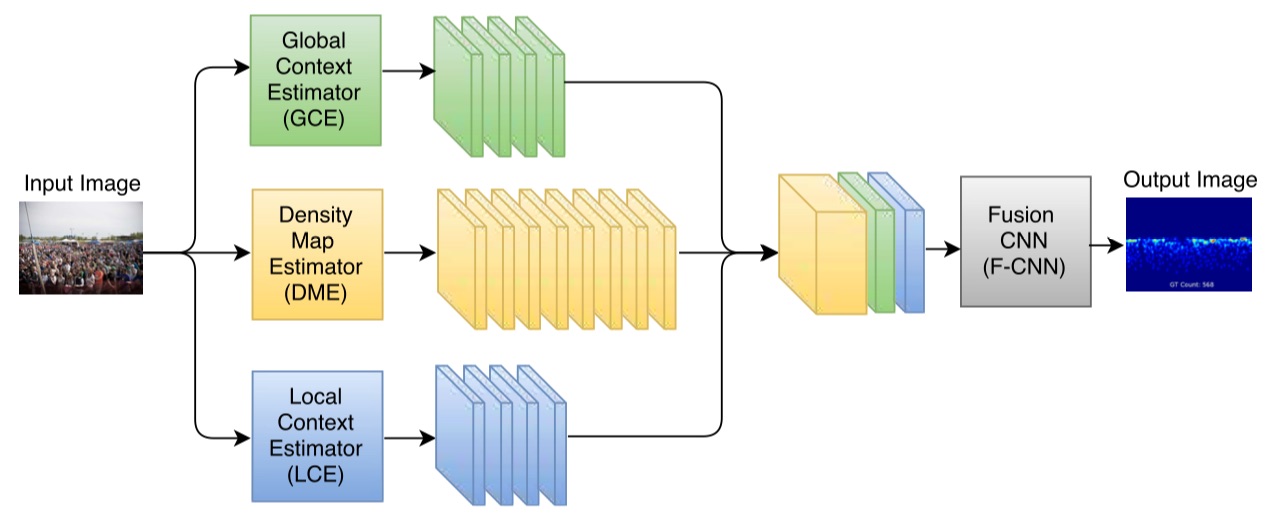 Global
Context
Estimator
(GCE)
Input Image
Density
Map
Estimator
(DME)
Local
Context
Estimator
(LCE)
Fusion
CNN
(F-CNN)
Output Image
GT Count: 568